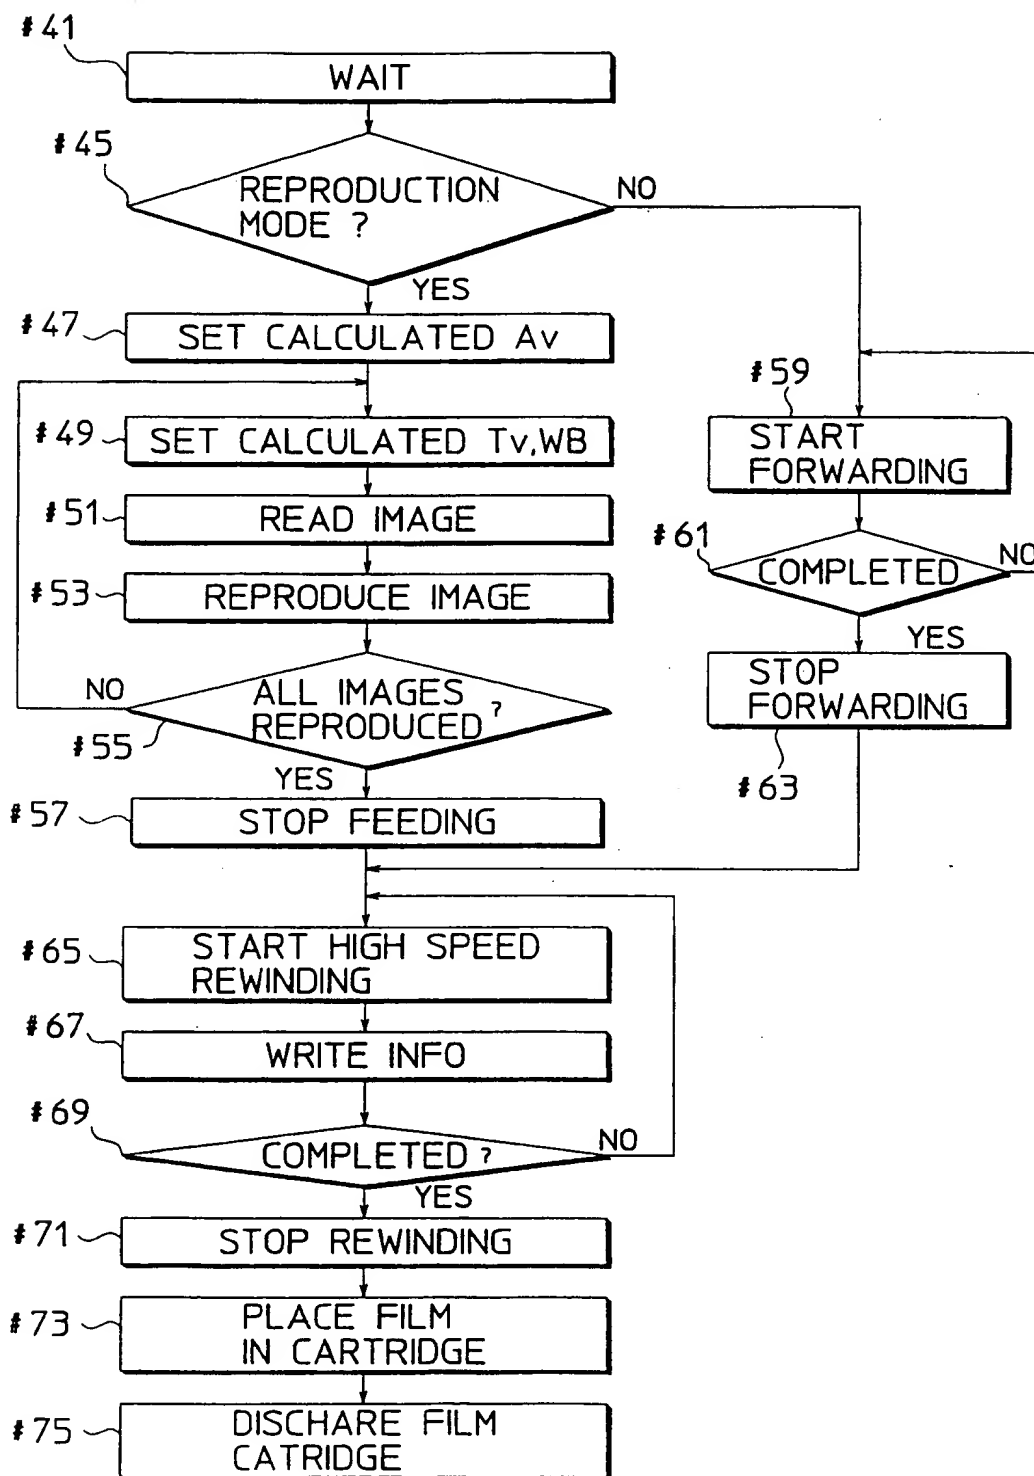 #41
WAIT
#45
REPRODUCTION
MODE ?
NO
YES
#47
SET CALCULATED Av
#49
SET CALCULATED Tv,WB
#51
READ IMAGE
#53
REPRODUCE IMAGE
NO
ALL IMAGES
REPRODUCED ?
#55
YES
#57
STOP FEEDING
#59
START
FORWARDING
#61
COMPLETED
NO
YES
STOP
FORWARDING
#63
#65
START HIGH SPEED
REWINDING
#67
WRITE INFO
#69
COMPLETED ?
NO
YES
#71
STOP REWINDING
#73
PLACE FILM
IN CARTRIDGE
#75
DISCHARE FILM
CATRIDGE